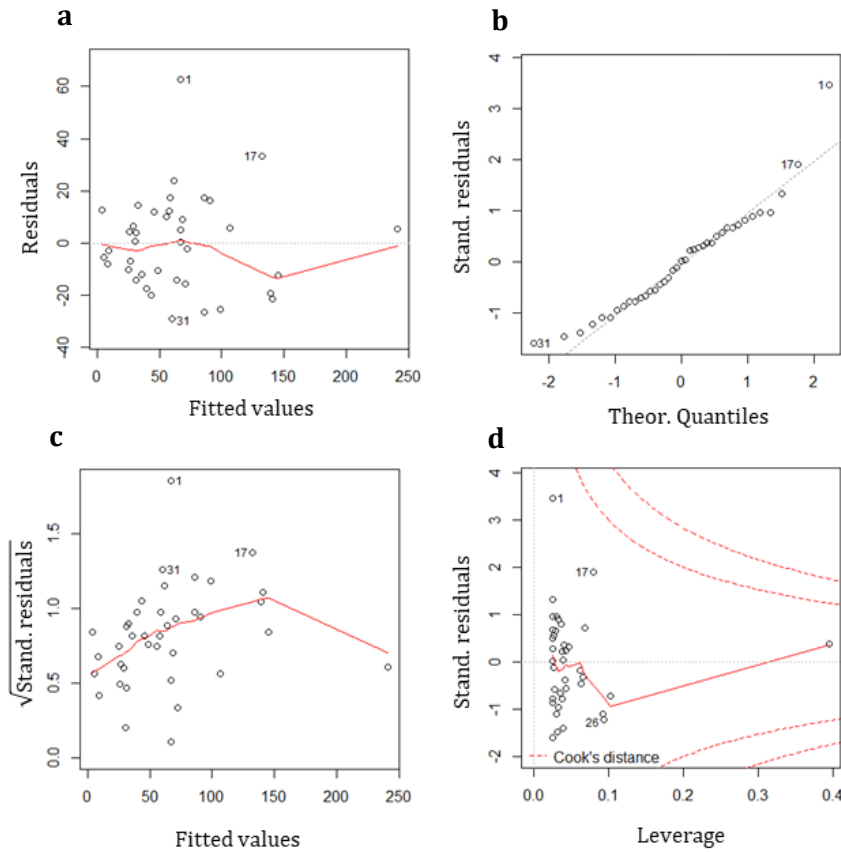 a
Residuals
60
40
20
0
-20
-40
1
17
31
0 50 100 150 200 250
Fitted values
b
Stand. residuals
4
3
2
1
0
-1
1
17
31
-2 -1 0 1 2
Theor. Quantiles
c
√Stand. residuals
1.5
1.0
0.5
0.0
1
31
17
0 50 100 150 200 250
Fitted values
d
Stand. residuals
4
3
2
1
0
-1
-2
1
17
26
Cook's distance
0.0 0.1 0.2 0.3 0.4
Leverage